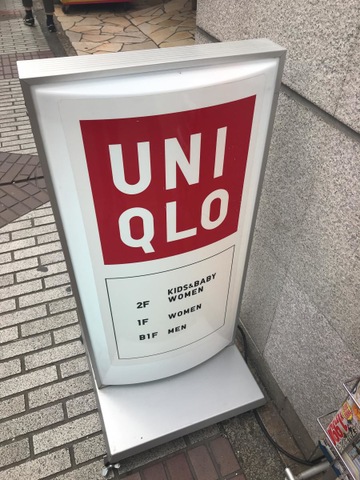 UNI
QLO
2F KIDS&BABY
WOMEN
1F WOMEN
B1F MEN